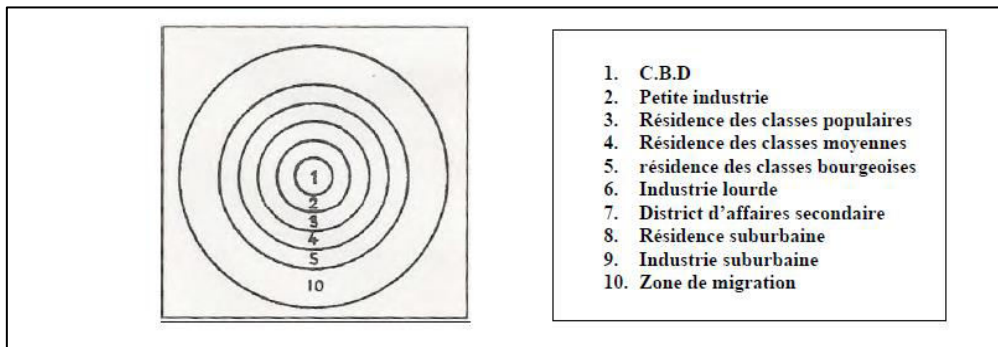 1
2
3
4
5
10
1. C.B.D
2. Petite industrie
3. Résidence des classes populaires
4. Résidence des classes moyennes
5. résidence des classes bourgeoises
6. Industrie lourde
7. District d'affaires secondaire
8. Résidence suburbaine
9. Industrie suburbaine
10. Zone de migration